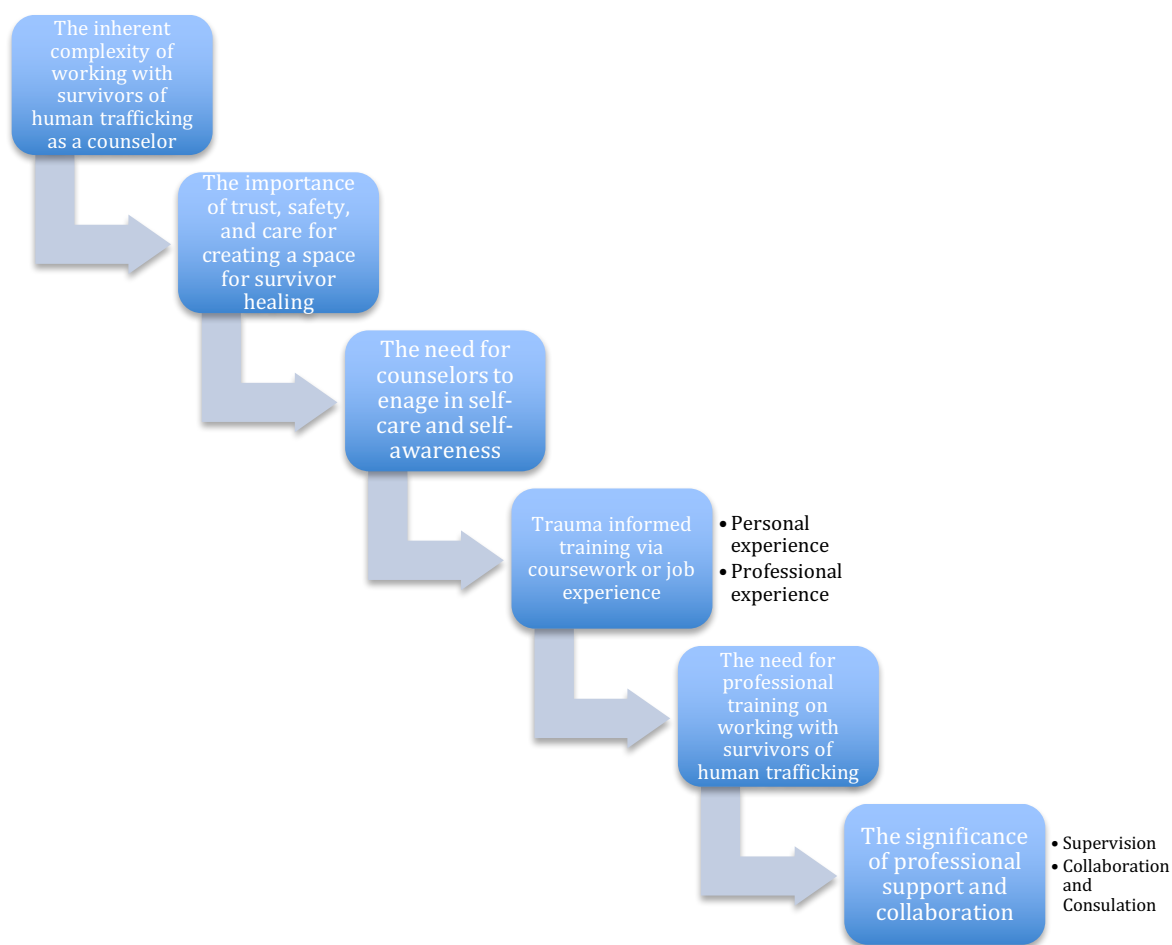 The inherent
complexity of
working with
survivors of
human trafficking
as a counselor
The importance
of trust, safety,
and care for
creating a space
for survivor
healing
The need for
counselors to
enage in self-
care and self-
awareness
Trauma informed
training via
coursework or job
experience
• Personal
experience
• Professional
experience
The need for
professional
training on
working with
survivors of
human trafficking
The significance
of professional
support and
collaboration
• Supervision
• Collaboration
and
Consulation